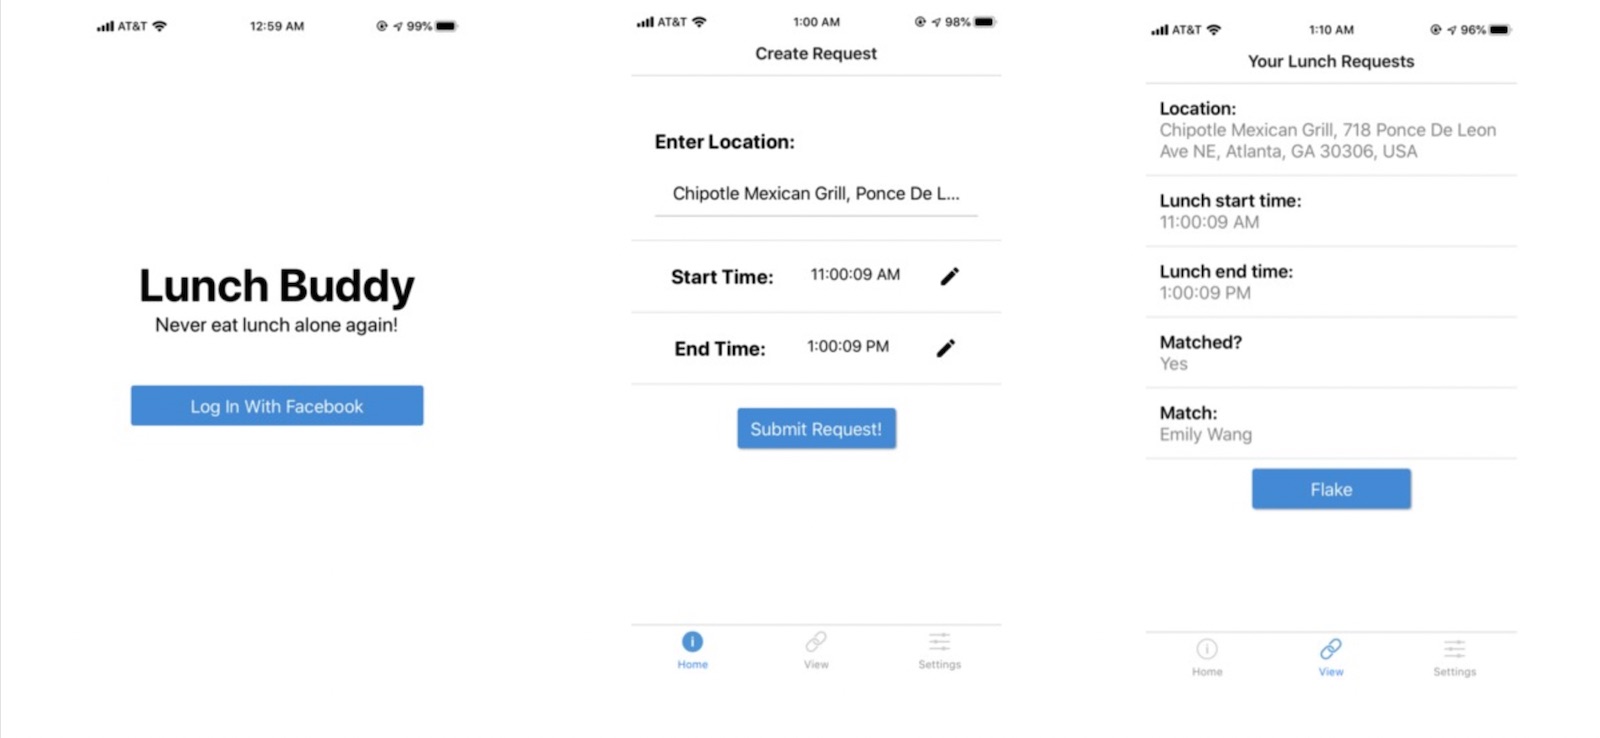 AT&T 12:59 AM 99%
Lunch Buddy
Never eat lunch alone again!
Log In With Facebook
AT&T 1:00 AM 98%
Create Request
Enter Location:
Chipotle Mexican Grill, Ponce De L...
Start Time: 11:00:09 AM
End Time: 1:00:09 PM
Submit Request!
Home View Settings
AT&T 1:10 AM 96%
Your Lunch Requests
Location:
Chipotle Mexican Grill, 718 Ponce De Leon
Ave NE, Atlanta, GA 30306, USA
Lunch start time:
11:00:09 AM
Lunch end time:
1:00:09 PM
Matched?
Yes
Match:
Emily Wang
Flake
Home View Settings